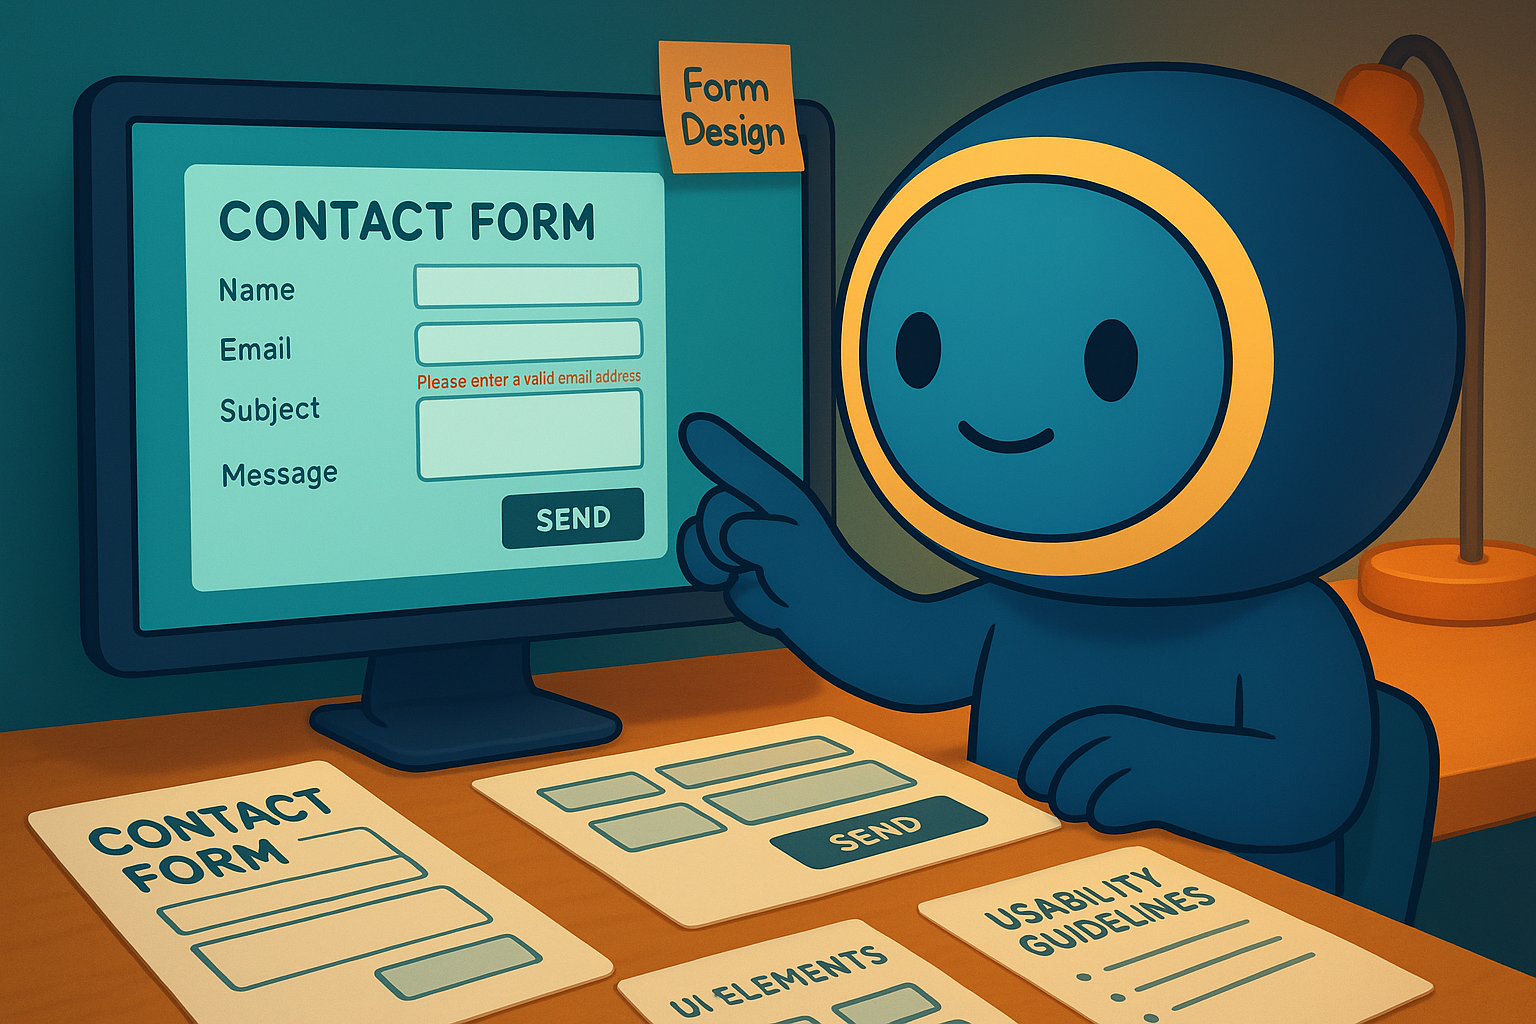 Form
Design
CONTACT FORM
Name
Email
Please enter a valid email address
Subject
Message
SEND
CONTACT
FORM
SEND
UI ELEMENTS
USABILITY
GUIDELINES